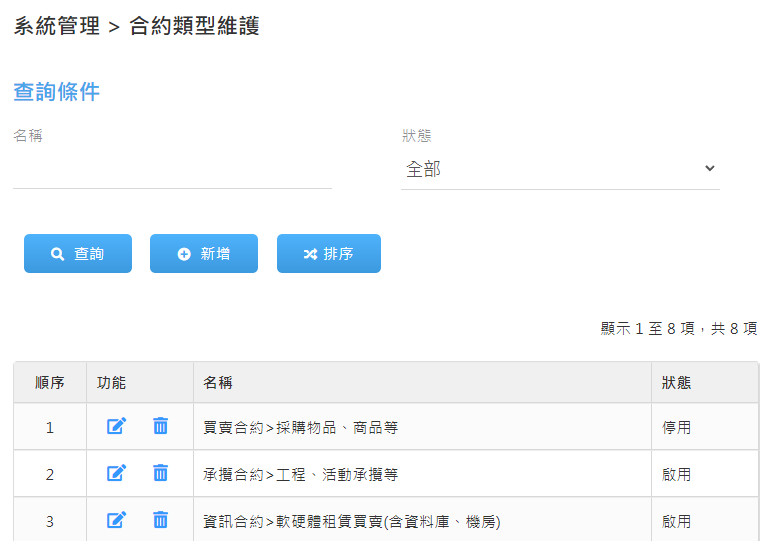 系統管理 > 合約類型維護
查詢條件
名稱 狀態
全部
查詢 新增 排序
顯示 1 至 8 項，共 8 項
順序 功能 名稱 狀態
1 買賣合約>採購物品、商品等 停用
2 承攬合約>工程、活動承攬等 啟用
3 資訊合約>軟硬體租賃買賣(含資料庫、機房) 啟用